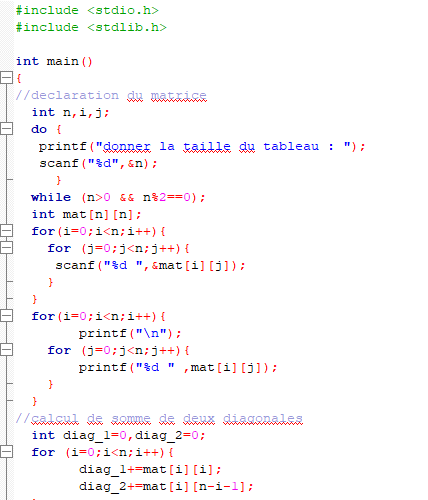 #include <stdio.h>
#include <stdlib.h>
int main()
{
//declaration du matrice
int n,i,j;
do {
printf("donner la taille du tableau : ");
scanf("%d",&n);
}
while (n>0 && n%2==0);
int mat[n][n];
for(i=0;i<n;i++){
for (j=0;j<n;j++){
scanf("%d ",&mat[i][j]);
}
}
for(i=0;i<n;i++){
printf("\n");
for (j=0;j<n;j++){
printf("%d " ,mat[i][j]);
}
}
//calcul de somme de deux diagonales
int diag_1=0,diag_2=0;
for (i=0;i<n;i++){
diag_1+=mat[i][i];
diag_2+=mat[i][n-i-1];